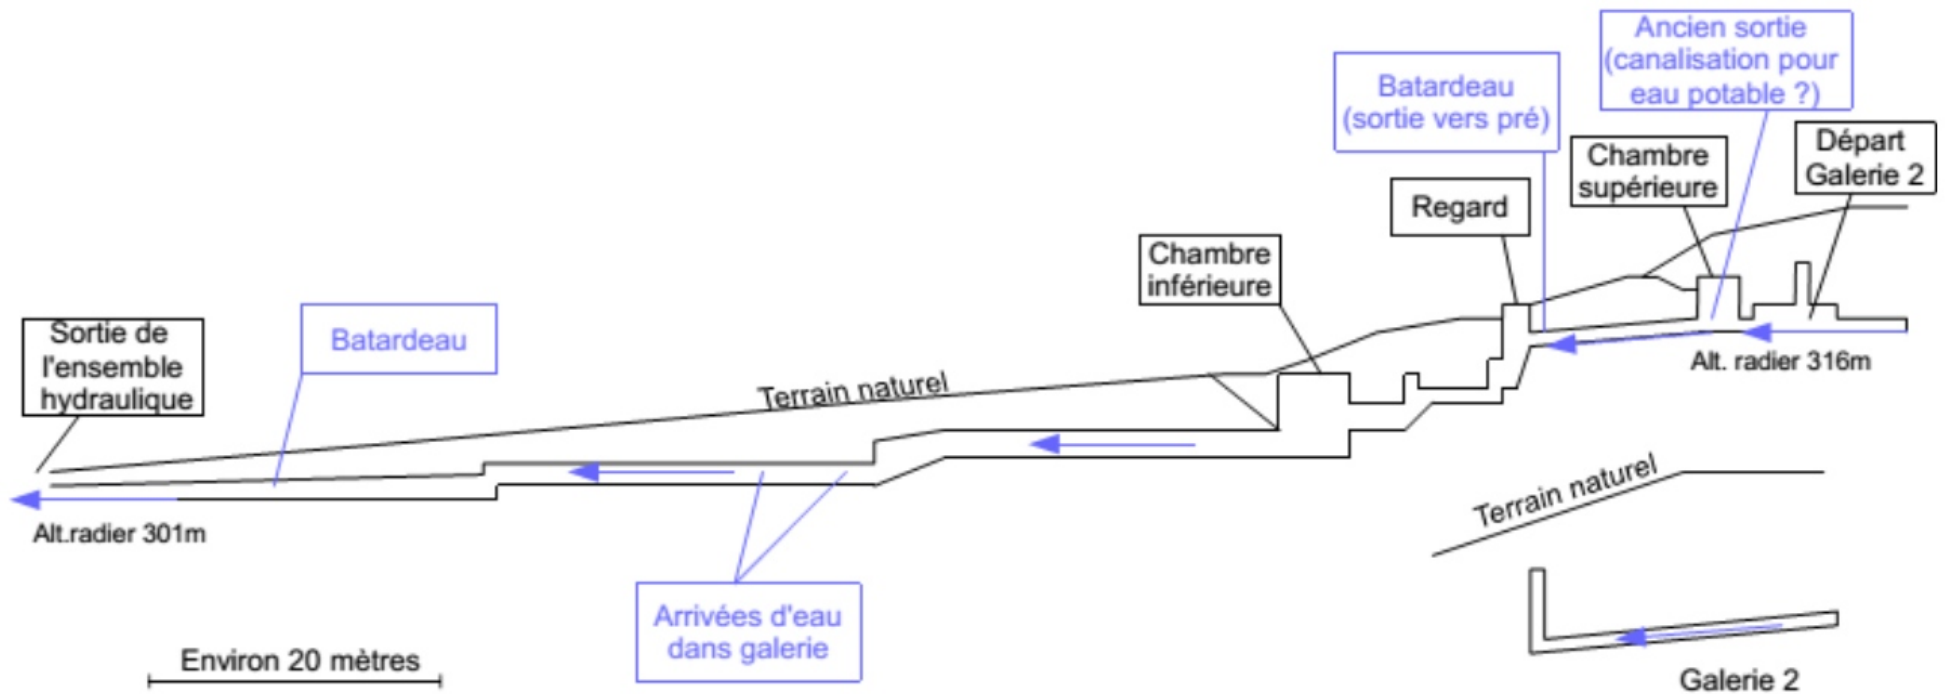 Ancien sortie
(canalisation pour
eau potable ?)
Batardeau
(sortie vers pré)
Départ
Galerie 2
Chambre
supérieure
Regard
Chambre
inférieure
Sortie de
l'ensemble
hydraulique
Batardeau
Terrain naturel
Alt. radier 316m
Alt.radier 301m
Terrain naturel
Arrivées d'eau
dans galerie
Environ 20 mètres
Galerie 2